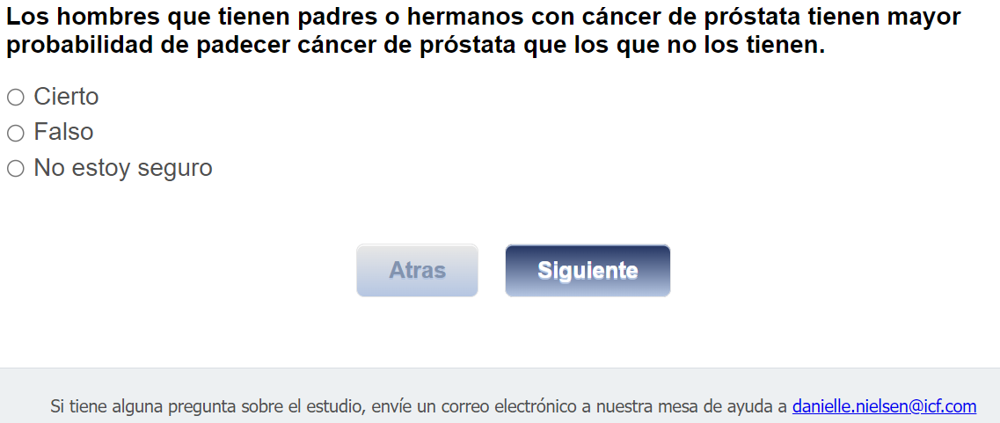 Los hombres que tienen padres o hermanos con cáncer de próstata tienen mayor
probabilidad de padecer cáncer de próstata que los que no los tienen.
Cierto
Falso
No estoy seguro
Atras
Siguiente
Si tiene alguna pregunta sobre el estudio, envíe un correo electrónico a nuestra mesa de ayuda a danielle.nielsen@icf.com